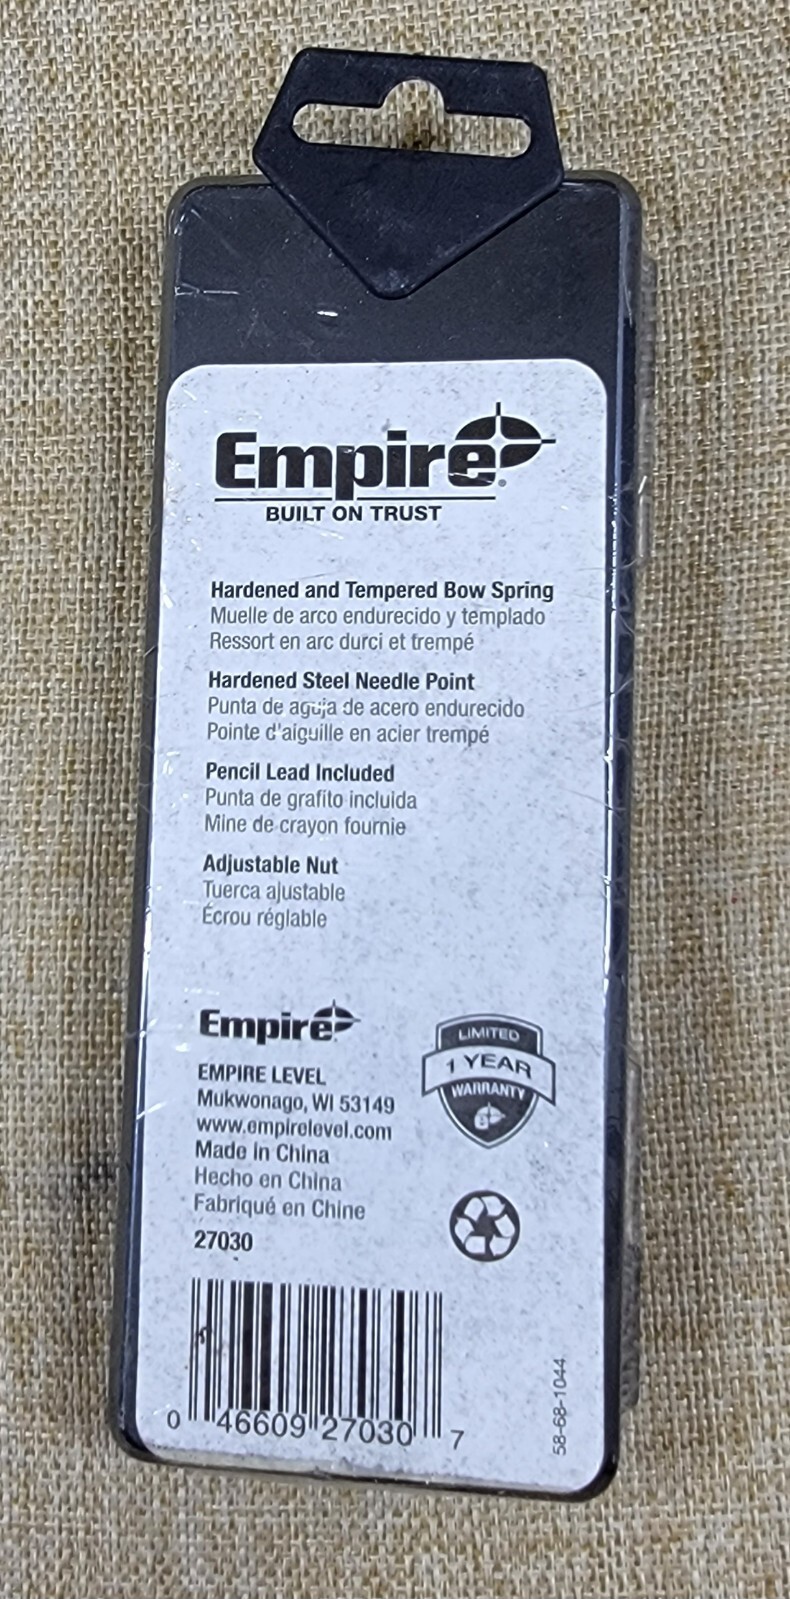 Empire
BUILT ON TRUST
Hardened and Tempered Bow Spring
Muelle de arco endurecido y templado
Ressort en arc durci et trempé
Hardened Steel Needle Point
Punta de aguja de acero endurecido
Pointe d'aiguille en acier trempé
Pencil Lead Included
Punta de grafito incluida
Mine de crayon fournie
Adjustable Nut
Tuerca ajustable
Écrou réglable
Empire
EMPIRE LEVEL
Mukwonago, WI 53149
www.empirelevel.com
Made in China
Hecho en China
Fabriqué en Chine
27030
LIMITED
1 YEAR
WARRANTY
0 46609 27030 7
58-68-1044